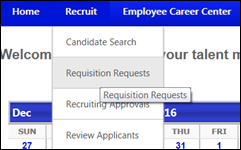 Home Recruit Employee Career Center
Candidate Search
Welcom your talent m
Requisition Requests
Requisition Requests
Recruiting Approvals
Dec 16
Review Applicants
SUN THU FRI
27 1